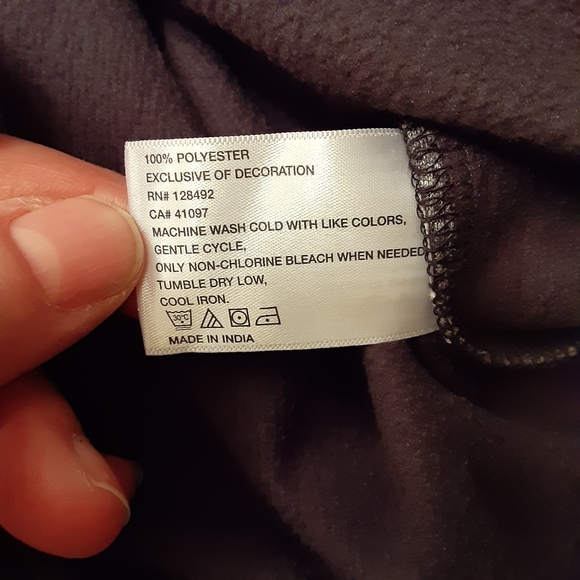 100% POLYESTER
EXCLUSIVE OF DECORATION
RN# 128492
CA# 41097
MACHINE WASH COLD WITH LIKE COLORS,
GENTLE CYCLE,
ONLY NON-CHLORINE BLEACH WHEN NEEDED
TUMBLE DRY LOW,
COOL IRON.
30°C
MADE IN INDIA